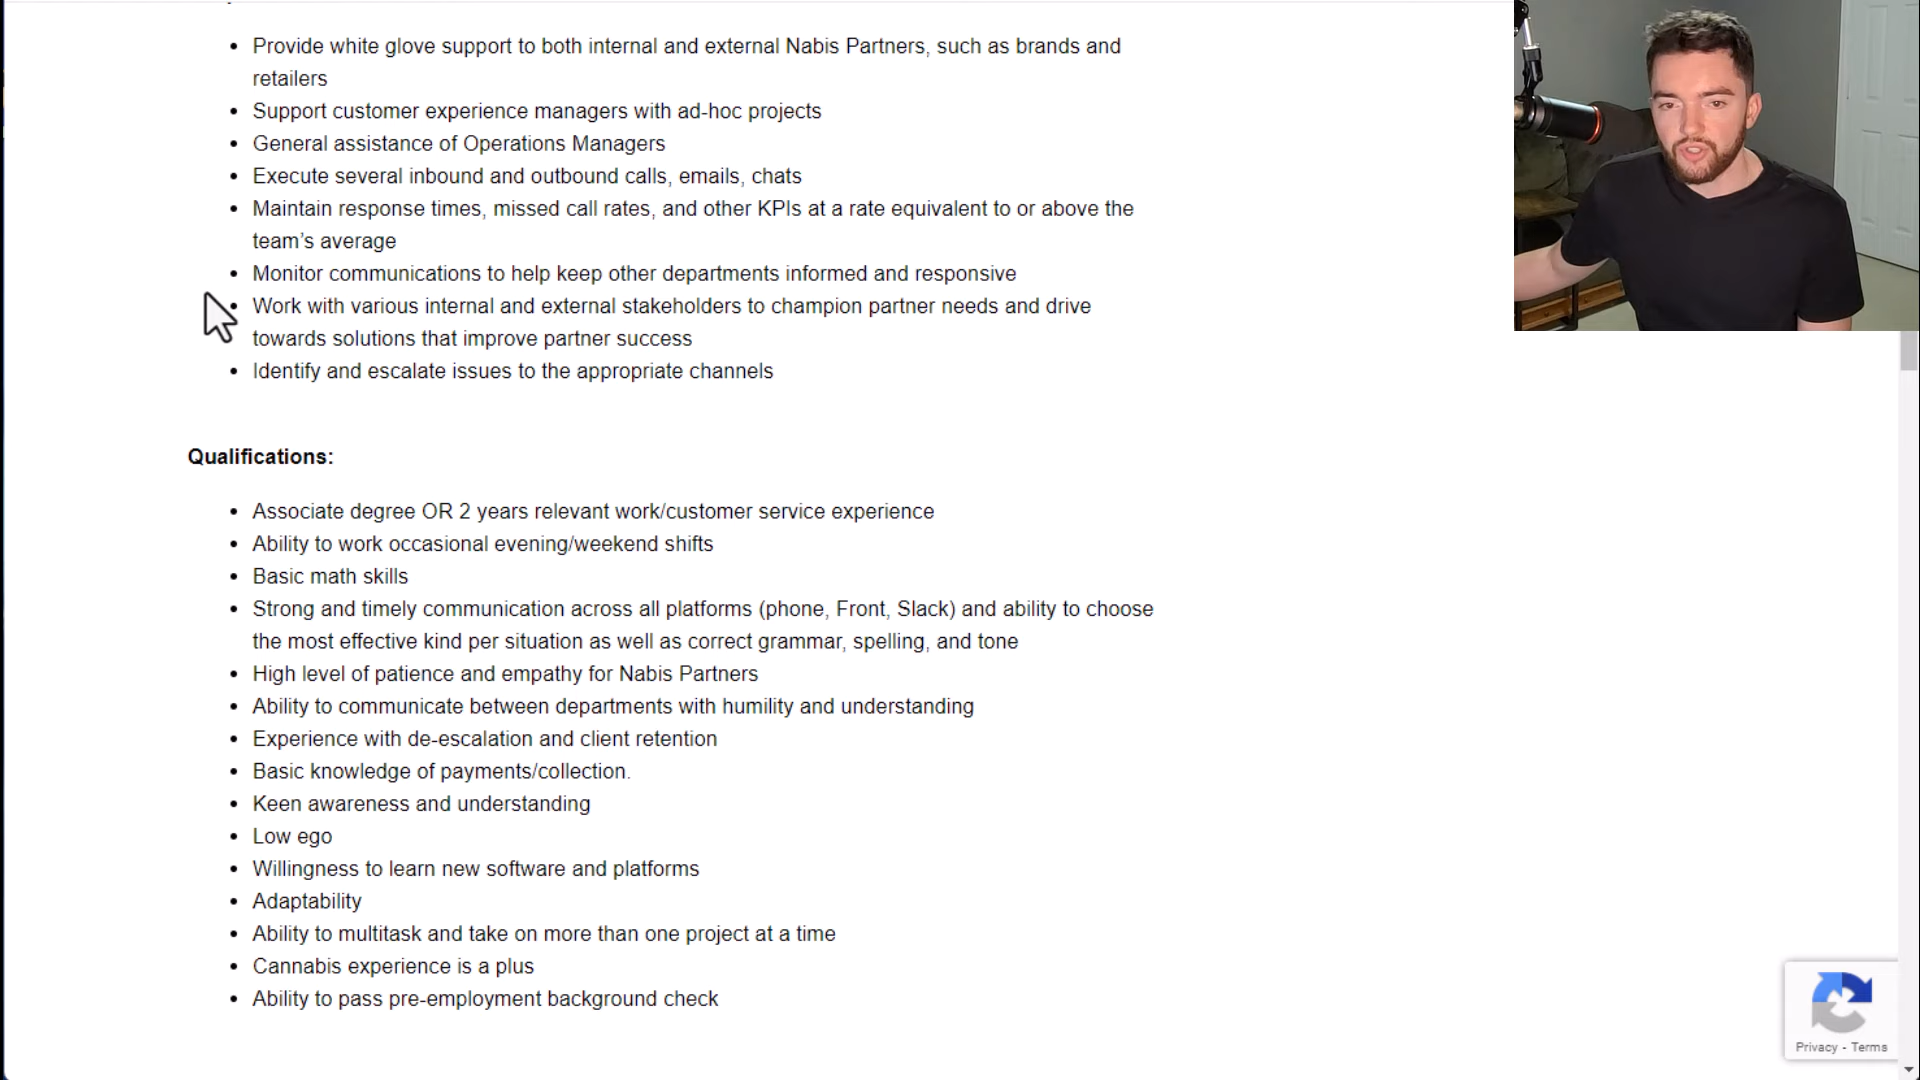 • Provide white glove support to both internal and external Nabis Partners, such as brands and
retailers
• Support customer experience managers with ad-hoc projects
• General assistance of Operations Managers
• Execute several inbound and outbound calls, emails, chats
• Maintain response times, missed call rates, and other KPIs at a rate equivalent to or above the
team’s average
• Monitor communications to help keep other departments informed and responsive
• Work with various internal and external stakeholders to champion partner needs and drive
towards solutions that improve partner success
• Identify and escalate issues to the appropriate channels
Qualifications:
• Associate degree OR 2 years relevant work/customer service experience
• Ability to work occasional evening/weekend shifts
• Basic math skills
• Strong and timely communication across all platforms (phone, Front, Slack) and ability to choose
the most effective kind per situation as well as correct grammar, spelling, and tone
• High level of patience and empathy for Nabis Partners
• Ability to communicate between departments with humility and understanding
• Experience with de-escalation and client retention
• Basic knowledge of payments/collection.
• Keen awareness and understanding
• Low ego
• Willingness to learn new software and platforms
• Adaptability
• Ability to multitask and take on more than one project at a time
• Cannabis experience is a plus
• Ability to pass pre-employment background check
Privacy - Terms